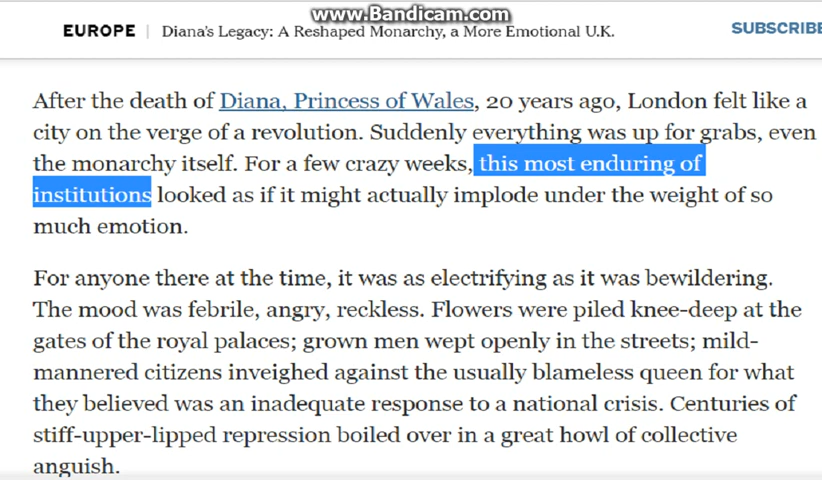 www.Bandicam.com
EUROPE | Diana's Legacy: A Reshaped Monarchy, a More Emotional U.K. SUBSCRIBE
After the death of Diana, Princess of Wales, 20 years ago, London felt like a
city on the verge of a revolution. Suddenly everything was up for grabs, even
the monarchy itself. For a few crazy weeks, this most enduring of
institutions looked as if it might actually implode under the weight of so
much emotion.
For anyone there at the time, it was as electrifying as it was bewildering.
The mood was febrile, angry, reckless. Flowers were piled knee-deep at the
gates of the royal palaces; grown men wept openly in the streets; mild-
mannered citizens inveighed against the usually blameless queen for what
they believed was an inadequate response to a national crisis. Centuries of
stiff-upper-lipped repression boiled over in a great howl of collective
anguish.